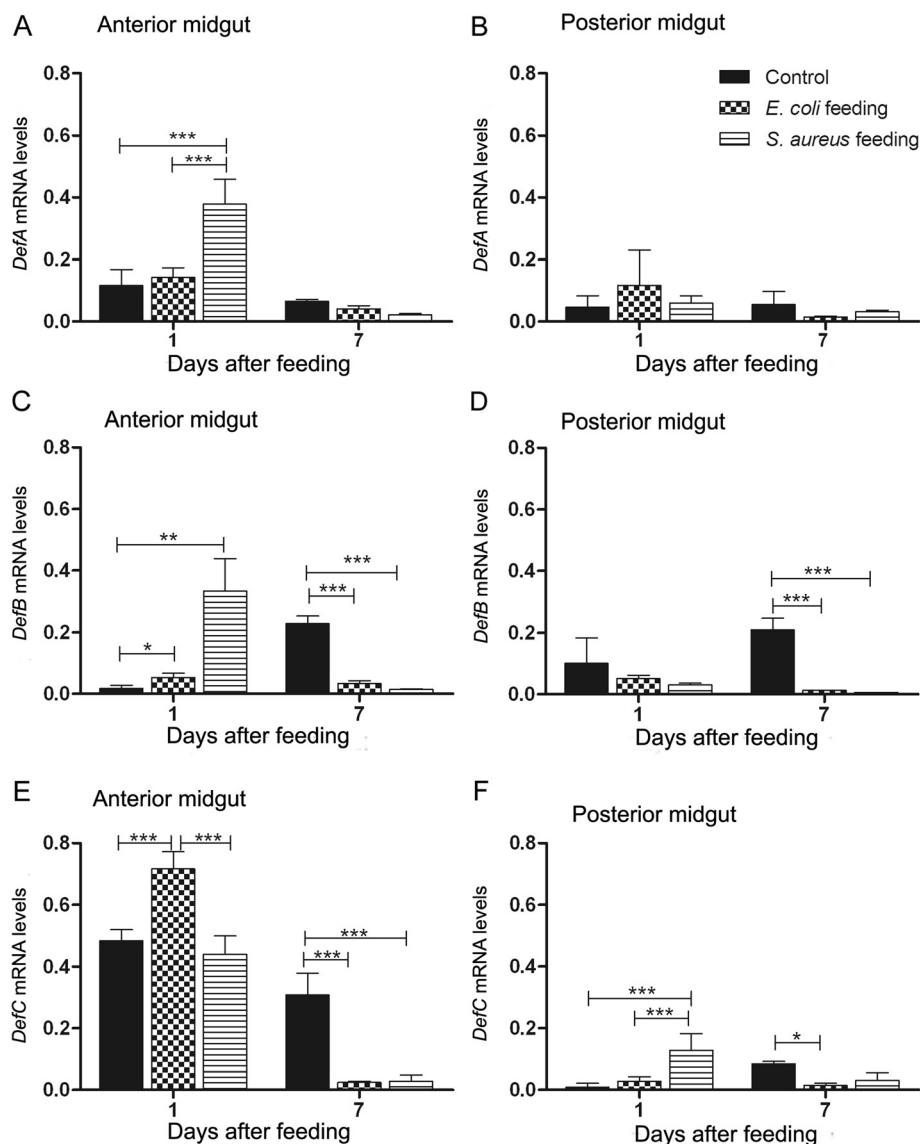 A
Anterior midgut
DefA mRNA levels
0.8
0.6
0.4
0.2
0.0
***
***
1
7
Days after feeding
B
Posterior midgut
Control
E. coli feeding
S. aureus feeding
DefA mRNA levels
0.8
0.6
0.4
0.2
0.0
1
7
Days after feeding
C
Anterior midgut
DefB mRNA levels
0.8
0.6
0.4
0.2
0.0
**
*
***
***
1
7
Days after feeding
D
Posterior midgut
DefB mRNA levels
0.8
0.6
0.4
0.2
0.0
***
***
1
7
Days after feeding
E
Anterior midgut
DefC mRNA levels
0.8
0.6
0.4
0.2
0.0
*** ***
***
***
1
7
Days after feeding
F
Posterior midgut
DefC mRNA levels
0.8
0.6
0.4
0.2
0.0
***
***
*
1
7
Days after feeding